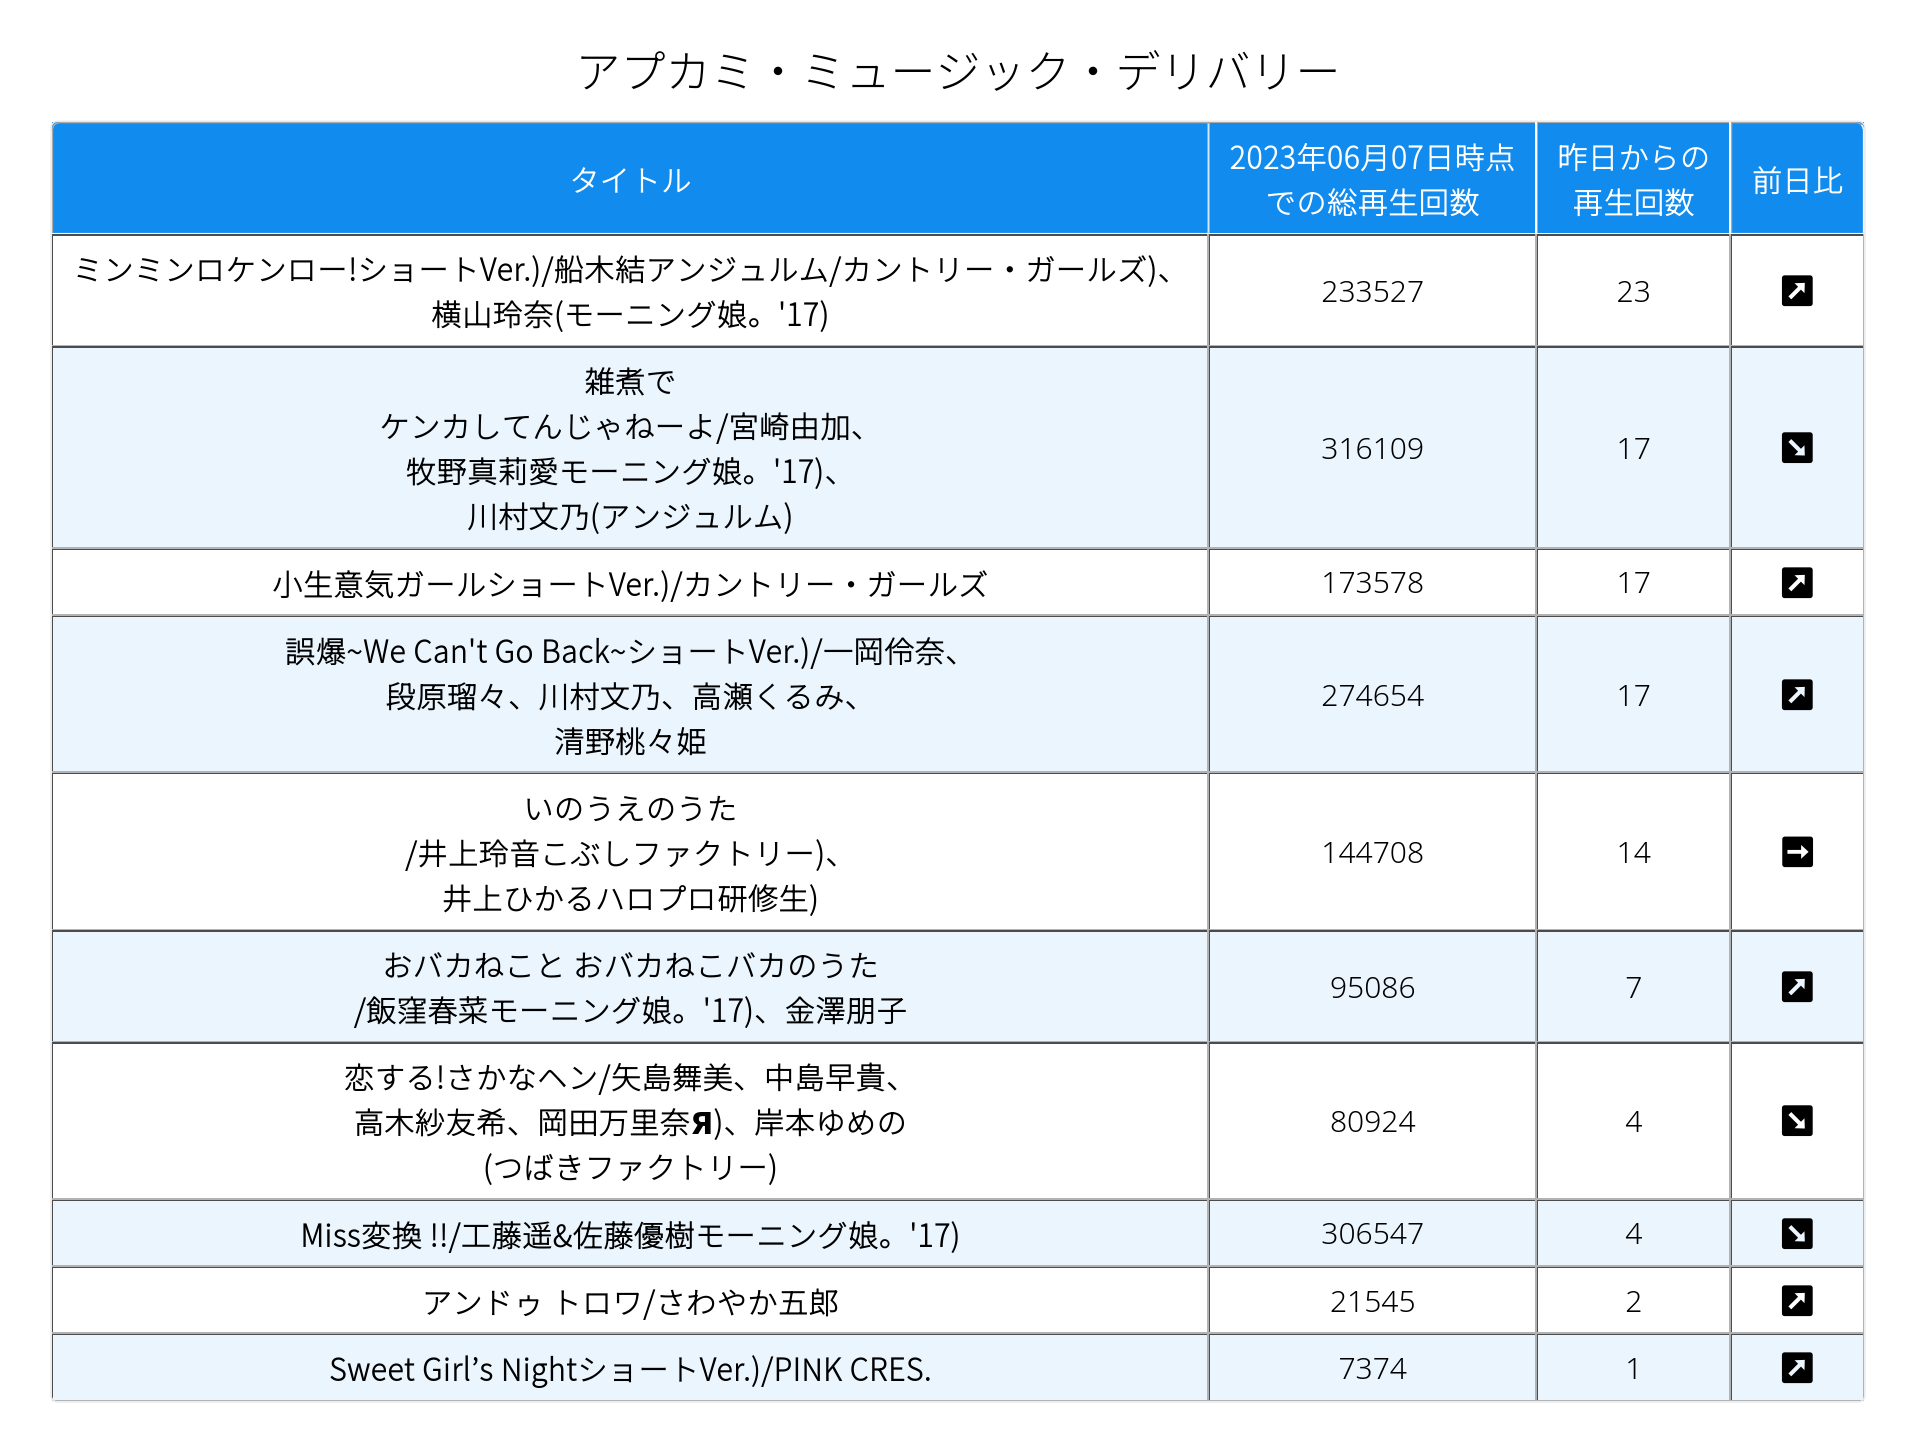 アプカミ・ミュージック・デリバリー
タイトル
2023年06月07日時点
での総再生回数
昨日からの
再生回数
前日比
ミンミンロケンロー!ショートVer.)/船木結アンジュルム/カントリー・ガールズ)、
横山玲奈(モーニング娘。'17)
233527
23
雑煮で
ケンカしてんじゃねーよ/宮崎由加、
牧野真莉愛モーニング娘。'17)、
川村文乃(アンジュルム)
316109
17
小生意気ガールショートVer.)/カントリー・ガールズ
173578
17
誤爆~We Can't Go Back~ショートVer.)/一岡伶奈、
段原瑠々、川村文乃、高瀬くるみ、
清野桃々姫
274654
17
いのうえのうた
/井上玲音こぶしファクトリー)、
井上ひかるハロプロ研修生)
144708
14
おバカねこと おバカねこバカのうた
/飯窪春菜モーニング娘。'17)、金澤朋子
95086
7
恋する!さかなヘン/矢島舞美、中島早貴、
高木紗友希、岡田万里奈Я)、岸本ゆめの
(つばきファクトリー)
80924
4
Miss変換 !!/工藤遥&佐藤優樹モーニング娘。'17)
306547
4
アンドゥ トロワ/さわやか五郎
21545
2
Sweet Girl’s NightショートVer.)/PINK CRES.
7374
1